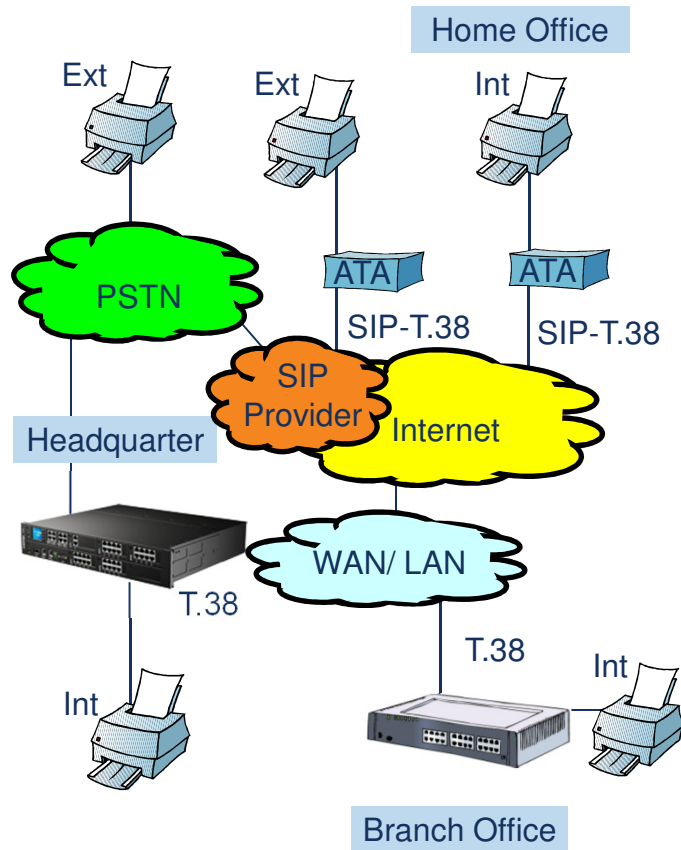 Home Office
Ext
Ext
Int
ATA
ATA
PSTN
SIP-T.38
SIP-T.38
SIP
Provider
Internet
Headquarter
WAN/ LAN
T.38
T.38
Int
Int
Branch Office